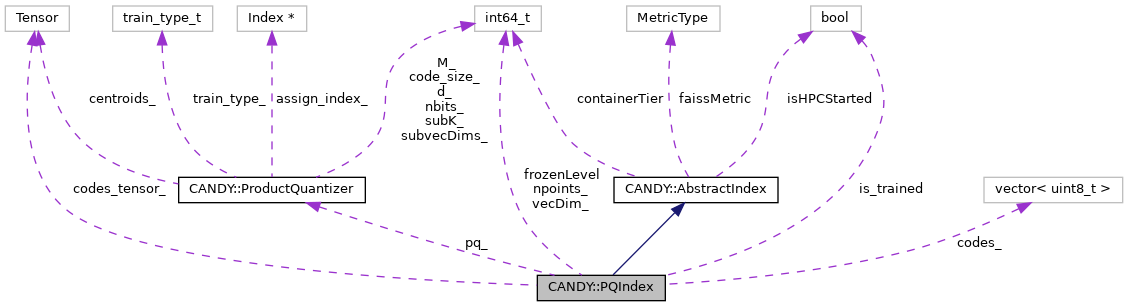 Tensor
train_type_t
Index *
int64_t
MetricType
bool
centroids_
train_type_
assign_index_
M_
code_size_
d_
nbits_
subK_
subvecDims_
containerTier
faissMetric
isHPCStarted
codes_tensor_
CANDY::ProductQuantizer
frozenLevel
npoints_
vecDim_
CANDY::AbstractIndex
is_trained
vector< uint8_t >
pq_
codes_
CANDY::PQIndex